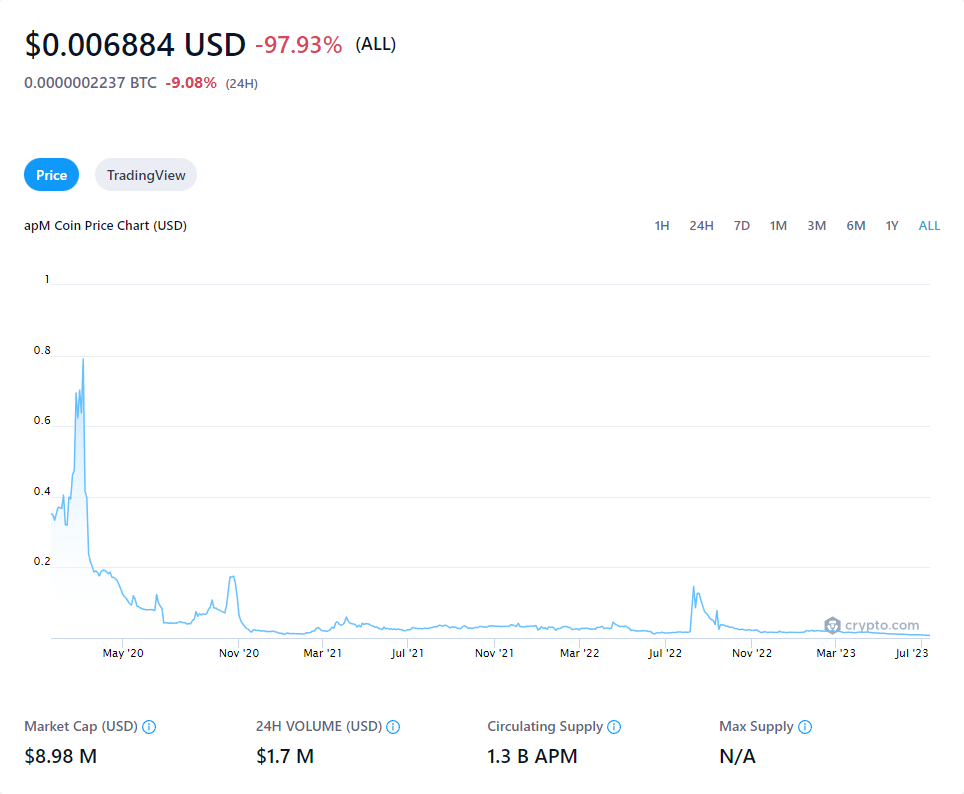 $0.006884 USD -97.93% (ALL)
0.0000002237 BTC -9.08% (24H)
Price TradingView
apM Coin Price Chart (USD) 1H 24H 7D 1M 3M 6M 1Y ALL
1
0.8
0.6
0.4
0.2
crypto.com
May '20 Nov '20 Mar '21 Jul '21 Nov '21 Mar '22 Jul '22 Nov '22 Mar '23 Jul '23
Market Cap (USD) 24H VOLUME (USD) Circulating Supply Max Supply
$8.98 M $1.7 M 1.3 B APM N/A